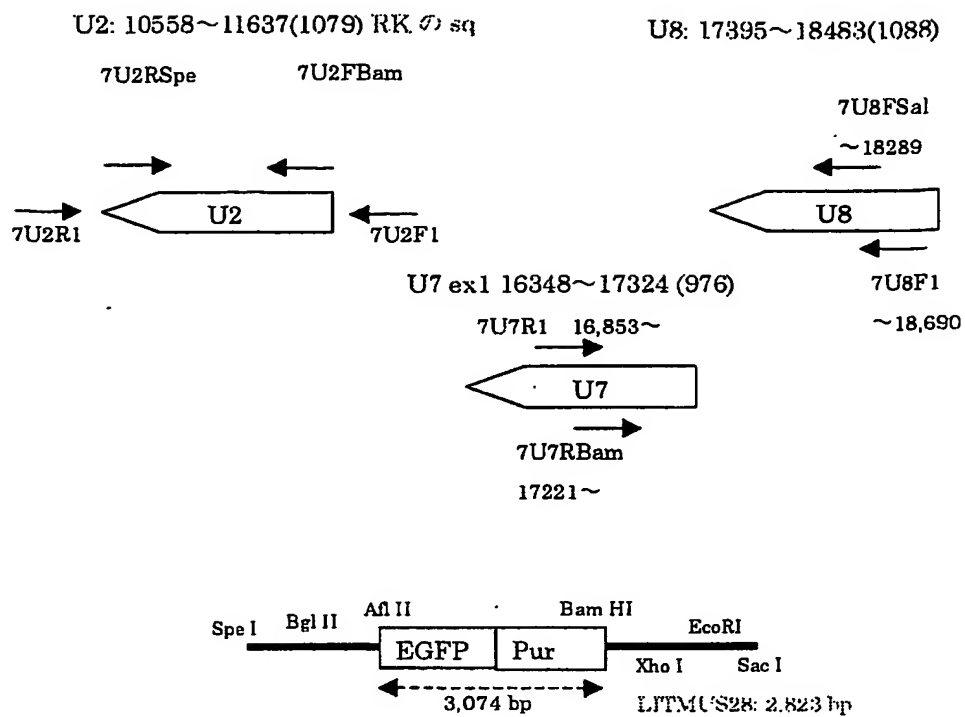 U2: 10558～11637(1079) RK の sq
U8: 17395～18483(1088)
7U2RSpe
7U2FBam
7U8FSal
～18289
U2
U8
7U2R1
7U2F1
7U8F1
～18,690
U7 ex1 16348～17324 (976)
7U7R1 16,853～
U7
7U7RBam
17221～
Spe I
Bgl II
Afl II
Bam HI
EcoRI
EGFP
Pur
Xho I
Sac I
3,074 bp
LITMUS28: 2,823 bp